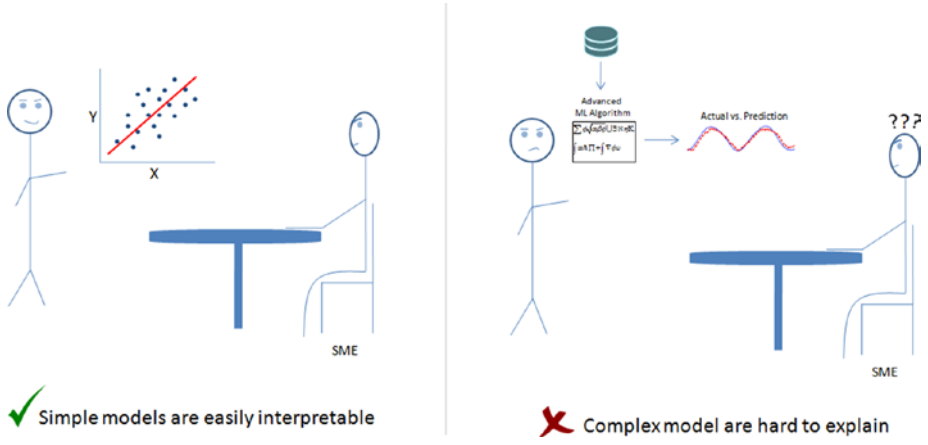 Y
X
SME
Simple models are easily interpretable
Advanced
ML Algorithm
Actual vs. Prediction
???
SME
Complex model are hard to explain